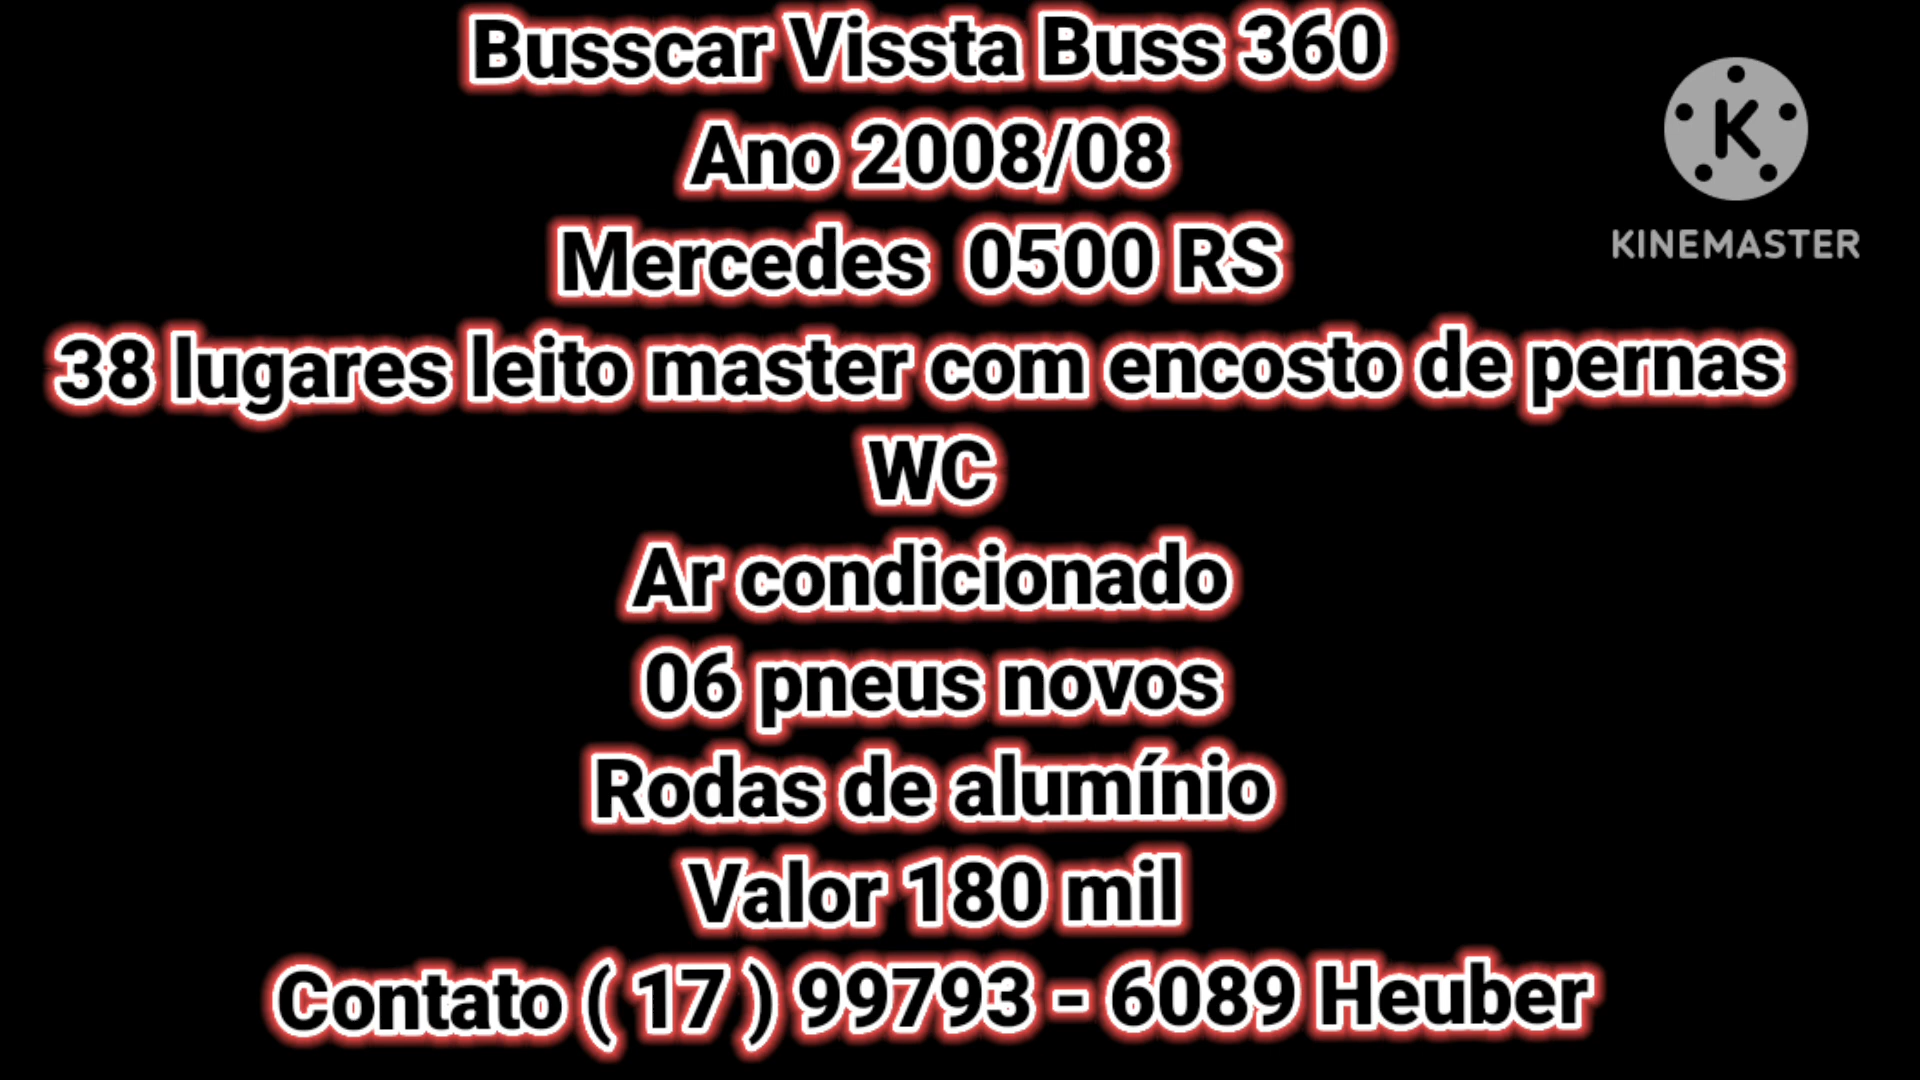 Busscar Vissta Buss 360
Ano 2008/08
Mercedes  0500 RS
38 lugares leito master com encosto de pernas
WC
Ar condicionado
06 pneus novos
Rodas de alumínio
Valor 180 mil
Contato ( 17 ) 99793 - 6089 Heuber
K
KINEMASTER